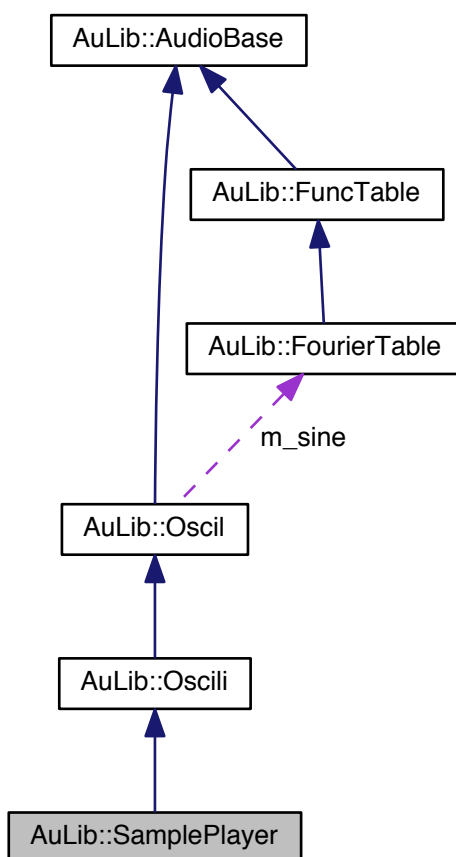 AuLib::AudioBase
AuLib::FuncTable
AuLib::FourierTable
m_sine
AuLib::Oscil
AuLib::Oscili
AuLib::SamplePlayer